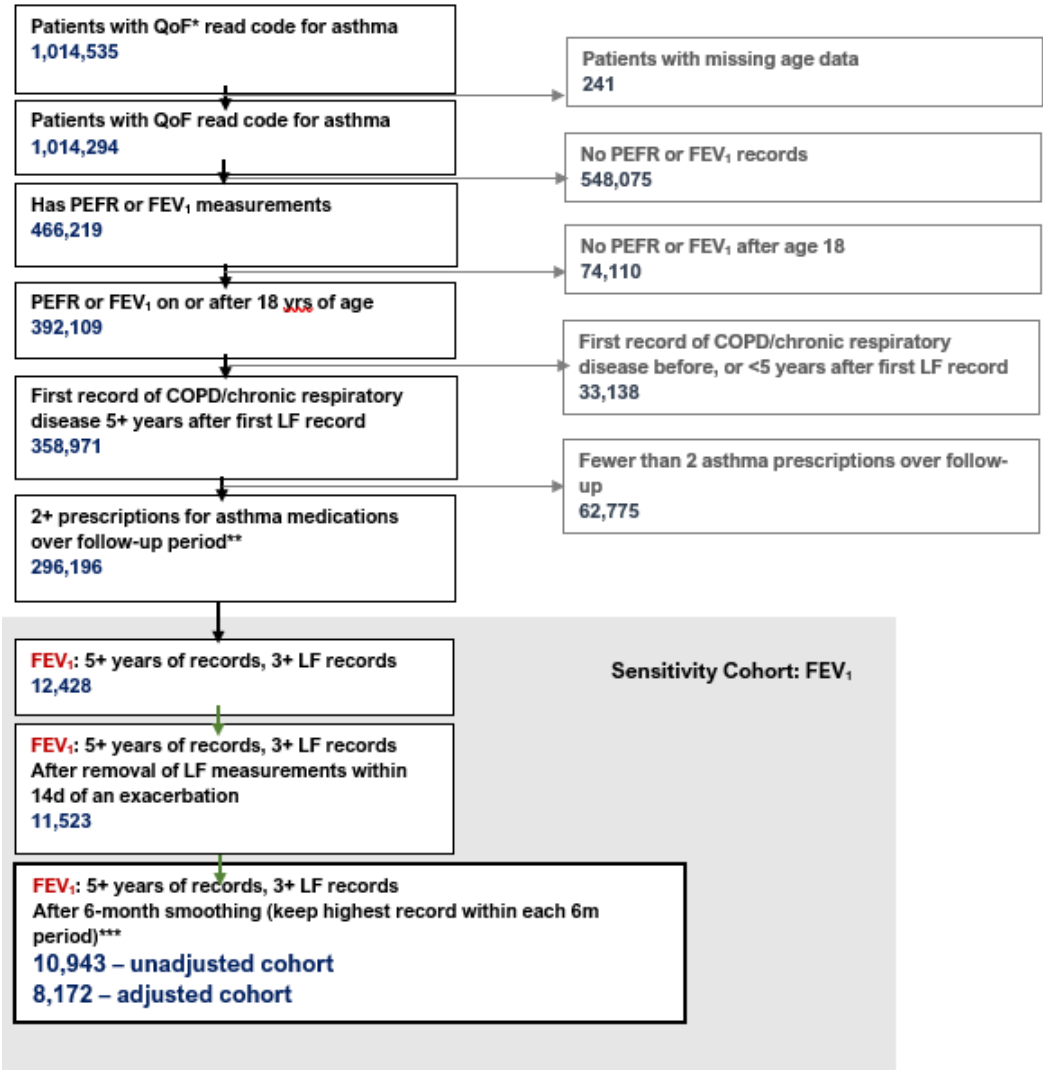 Patients with QoF* read code for asthma
1,014,535
Patients with missing age data
241
Patients with QoF read code for asthma
1,014,294
No PEFR or FEV₁ records
548,075
Has PEFR or FEV₁ measurements
466,219
No PEFR or FEV₁ after age 18
74,110
PEFR or FEV₁ on or after 18 yrs of age
392,109
First record of COPD/chronic respiratory
disease before, or <5 years after first LF record
33,138
First record of COPD/chronic respiratory
disease 5+ years after first LF record
358,971
Fewer than 2 asthma prescriptions over follow-
up
62,775
2+ prescriptions for asthma medications
over follow-up period**
296,196
Sensitivity Cohort: FEV₁
FEV₁: 5+ years of records, 3+ LF records
12,428
FEV₁: 5+ years of records, 3+ LF records
After removal of LF measurements within
14d of an exacerbation
11,523
FEV₁: 5+ years of records, 3+ LF records
After 6-month smoothing (keep highest record within each 6m
period)***
10,943 – unadjusted cohort
8,172 – adjusted cohort